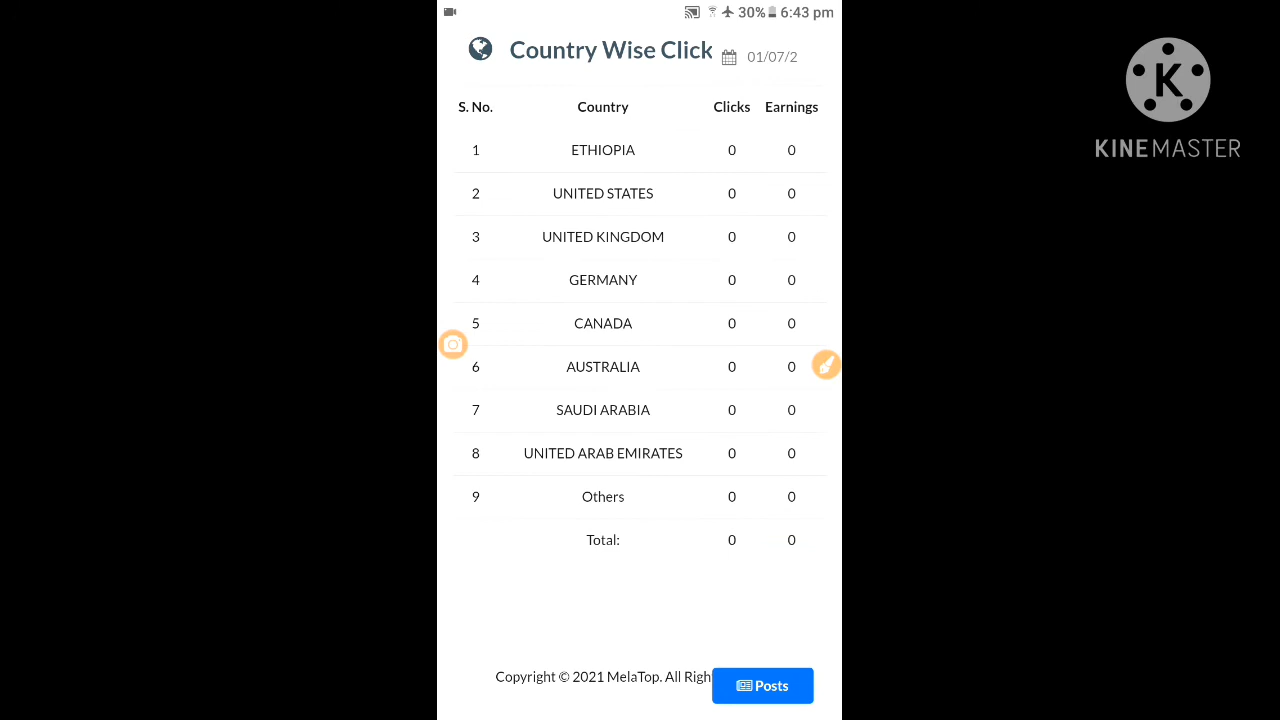 30% 6:43 pm
Country Wise Click 01/07/2
K
KINEMASTER
S. No. Country Clicks Earnings
1 ETHIOPIA 0 0
2 UNITED STATES 0 0
3 UNITED KINGDOM 0 0
4 GERMANY 0 0
5 CANADA 0 0
6 AUSTRALIA 0 0
7 SAUDI ARABIA 0 0
8 UNITED ARAB EMIRATES 0 0
9 Others 0 0
Total: 0 0
Copyright © 2021 MelaTop. All Righ
Posts